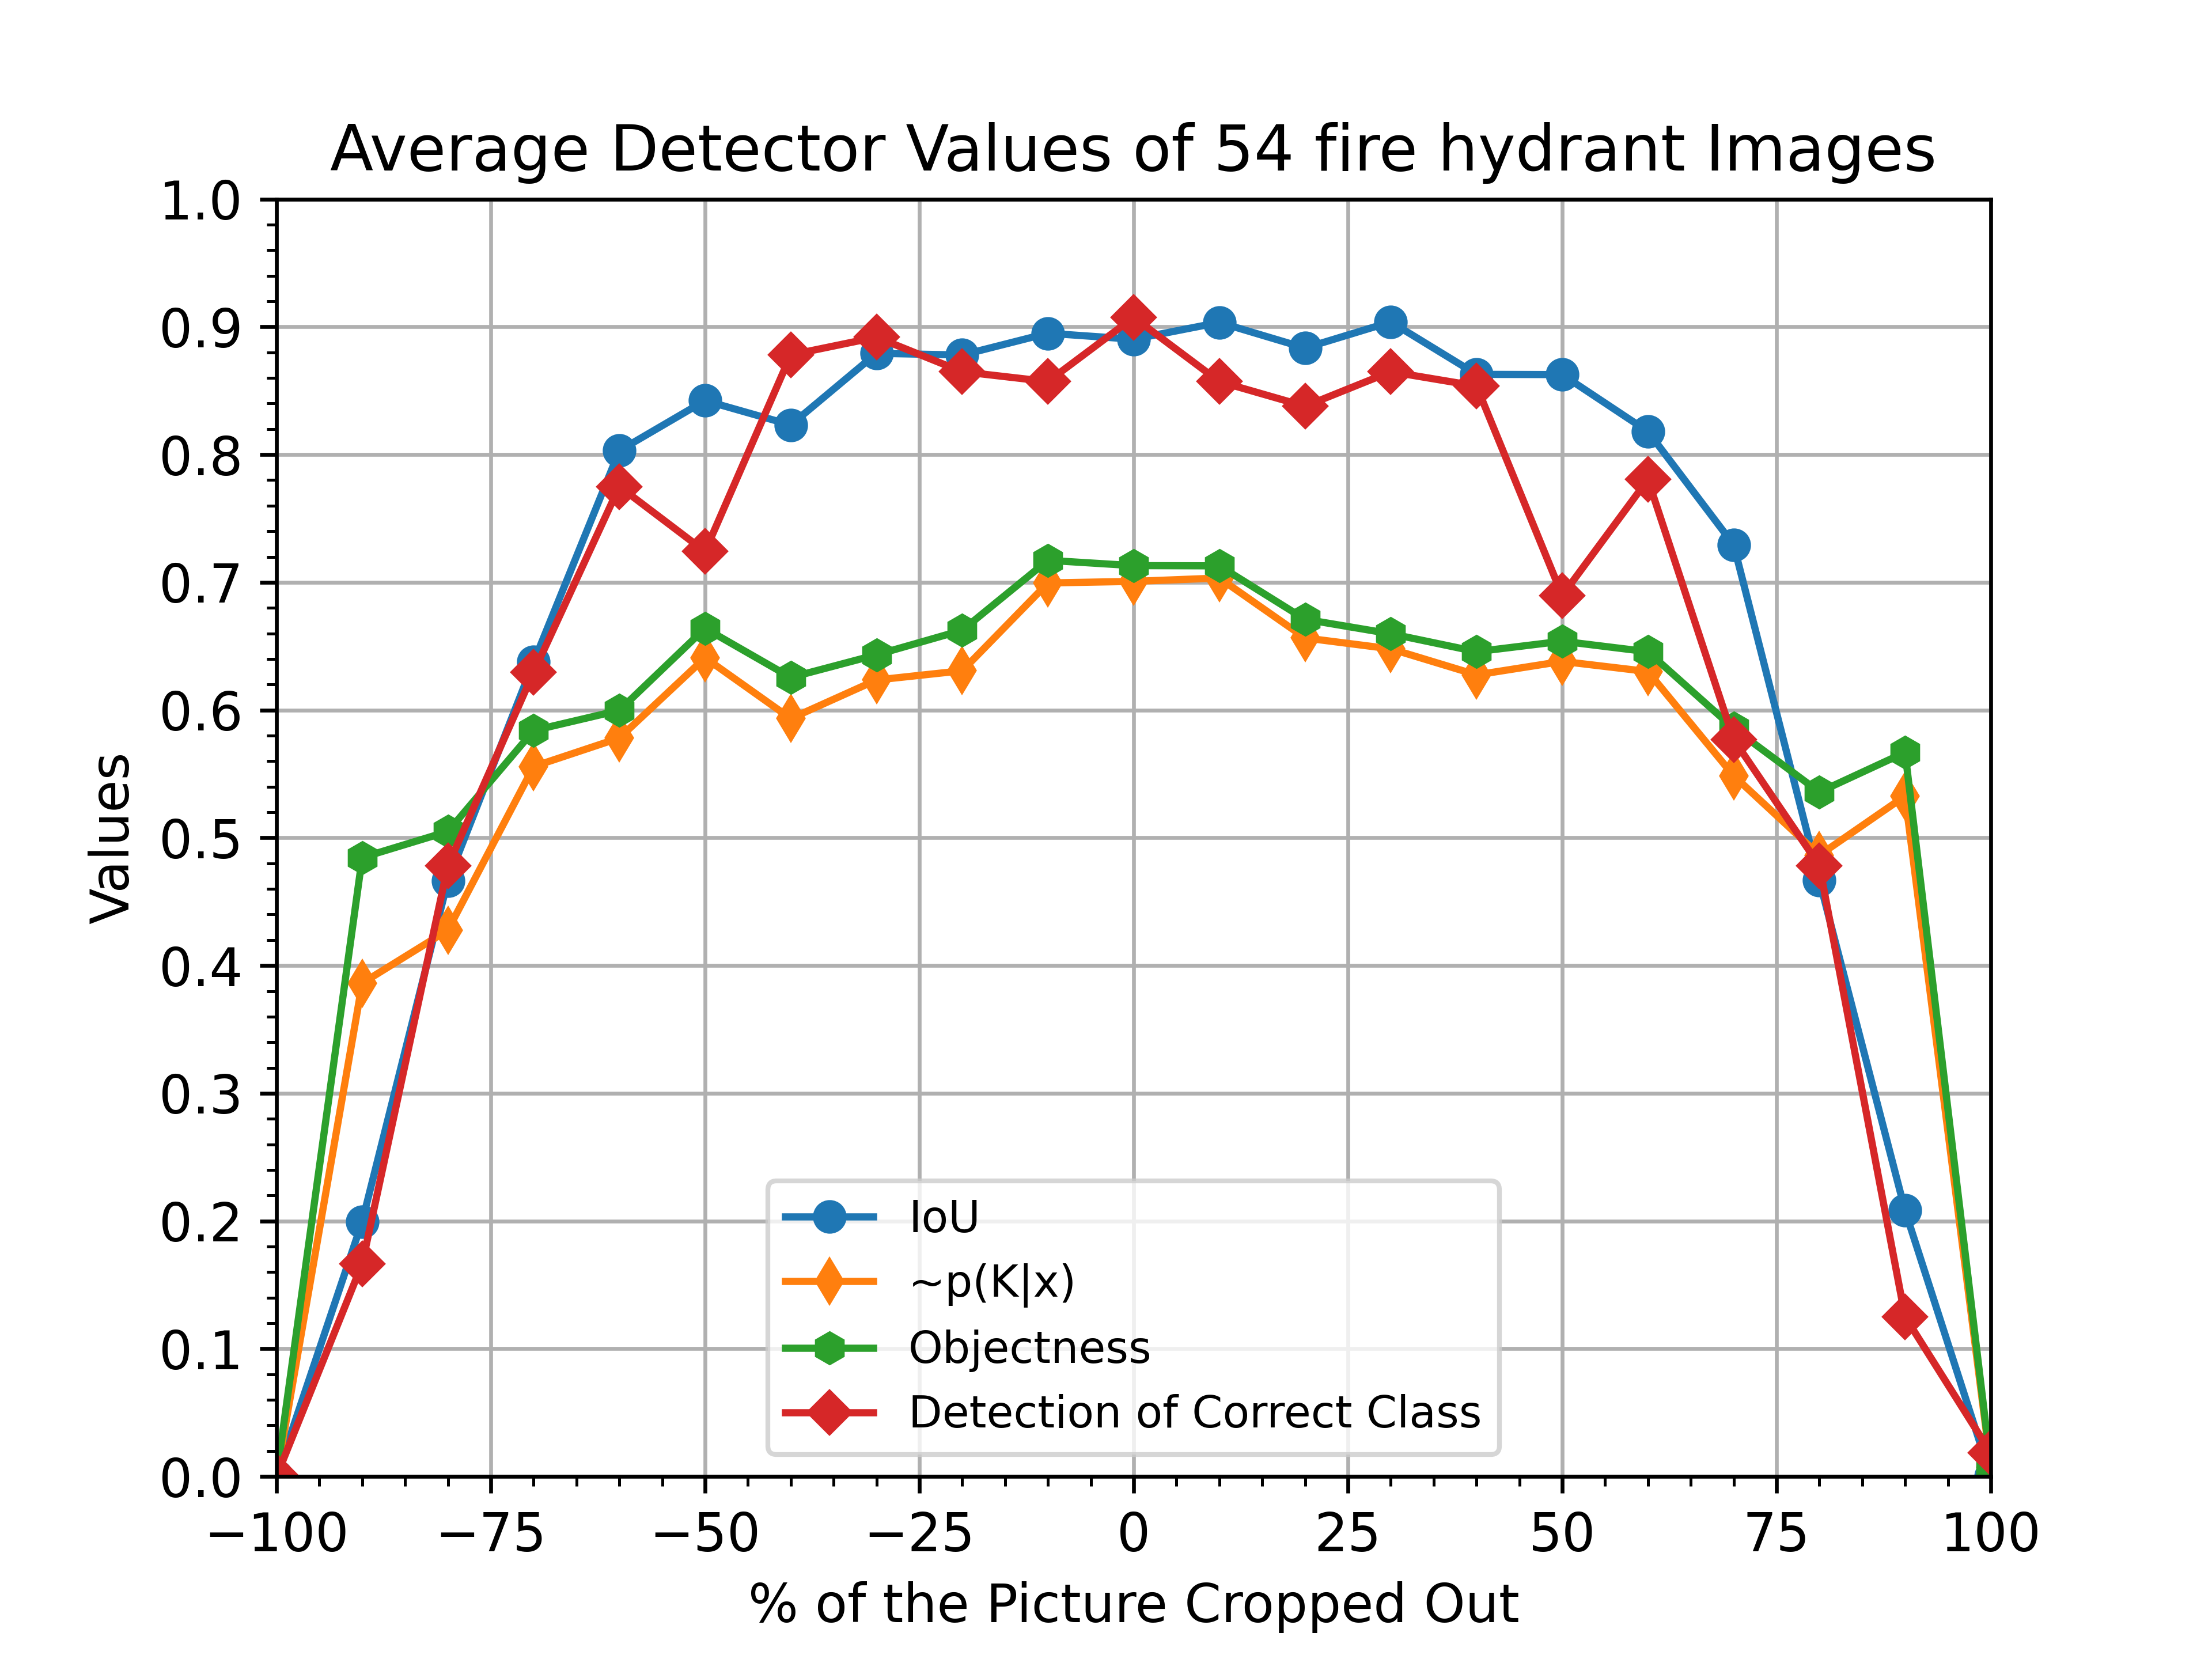 Average Detector Values of 54 fire hydrant Images
1.0
0.9
0.8
0.7
0.6
0.5
0.4
0.3
0.2
0.1
0.0
Values
IoU
~p(K|x)
Objectness
Detection of Correct Class
−100 −75 −50 −25 0 25 50 75 100
% of the Picture Cropped Out